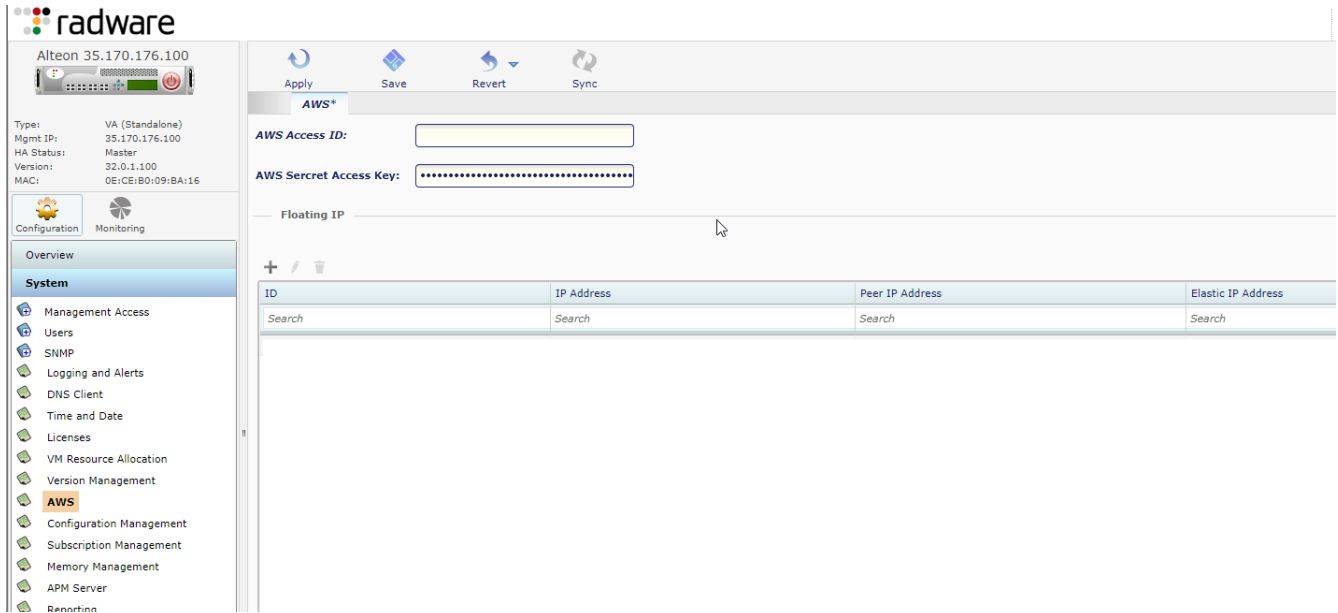 radware
Alteon 35.170.176.100
Type: VA (Standalone)
Mgmt IP: 35.170.176.100
HA Status: Master
Version: 32.0.1.100
MAC: 0E:CE:B0:09:BA:16
Configuration Monitoring
Overview
System
Management Access
Users
SNMP
Logging and Alerts
DNS Client
Time and Date
Licenses
VM Resource Allocation
Version Management
AWS
Configuration Management
Subscription Management
Memory Management
APM Server
Reporting
Apply Save Revert Sync
AWS*
AWS Access ID:
AWS Sercret Access Key: ••••••••••••••••••••••••••••••••••••
Floating IP
ID IP Address Peer IP Address Elastic IP Address
Search Search Search Search